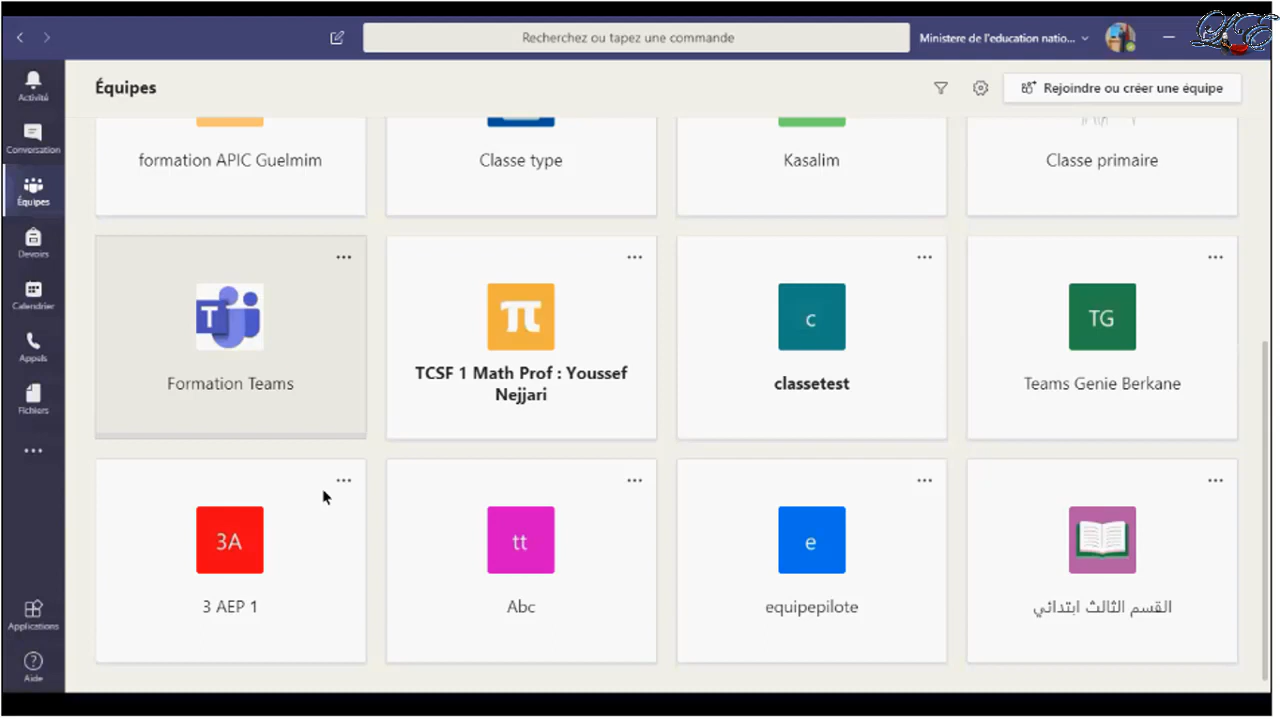 Recherchez ou tapez une commande
Ministere de l'education natio...
Activité
Conversation
Équipes
Devoirs
Calendrier
Appels
Fichiers
Applications
Aide
Équipes
Rejoindre ou créer une équipe
formation APIC Guelmim
Classe type
Kasalim
Classe primaire
T
Formation Teams
π
TCSF 1 Math Prof : Youssef
Nejjari
c
classetest
TG
Teams Genie Berkane
3A
3 AEP 1
tt
Abc
e
equipepilote
القسم الثالث ابتدائي